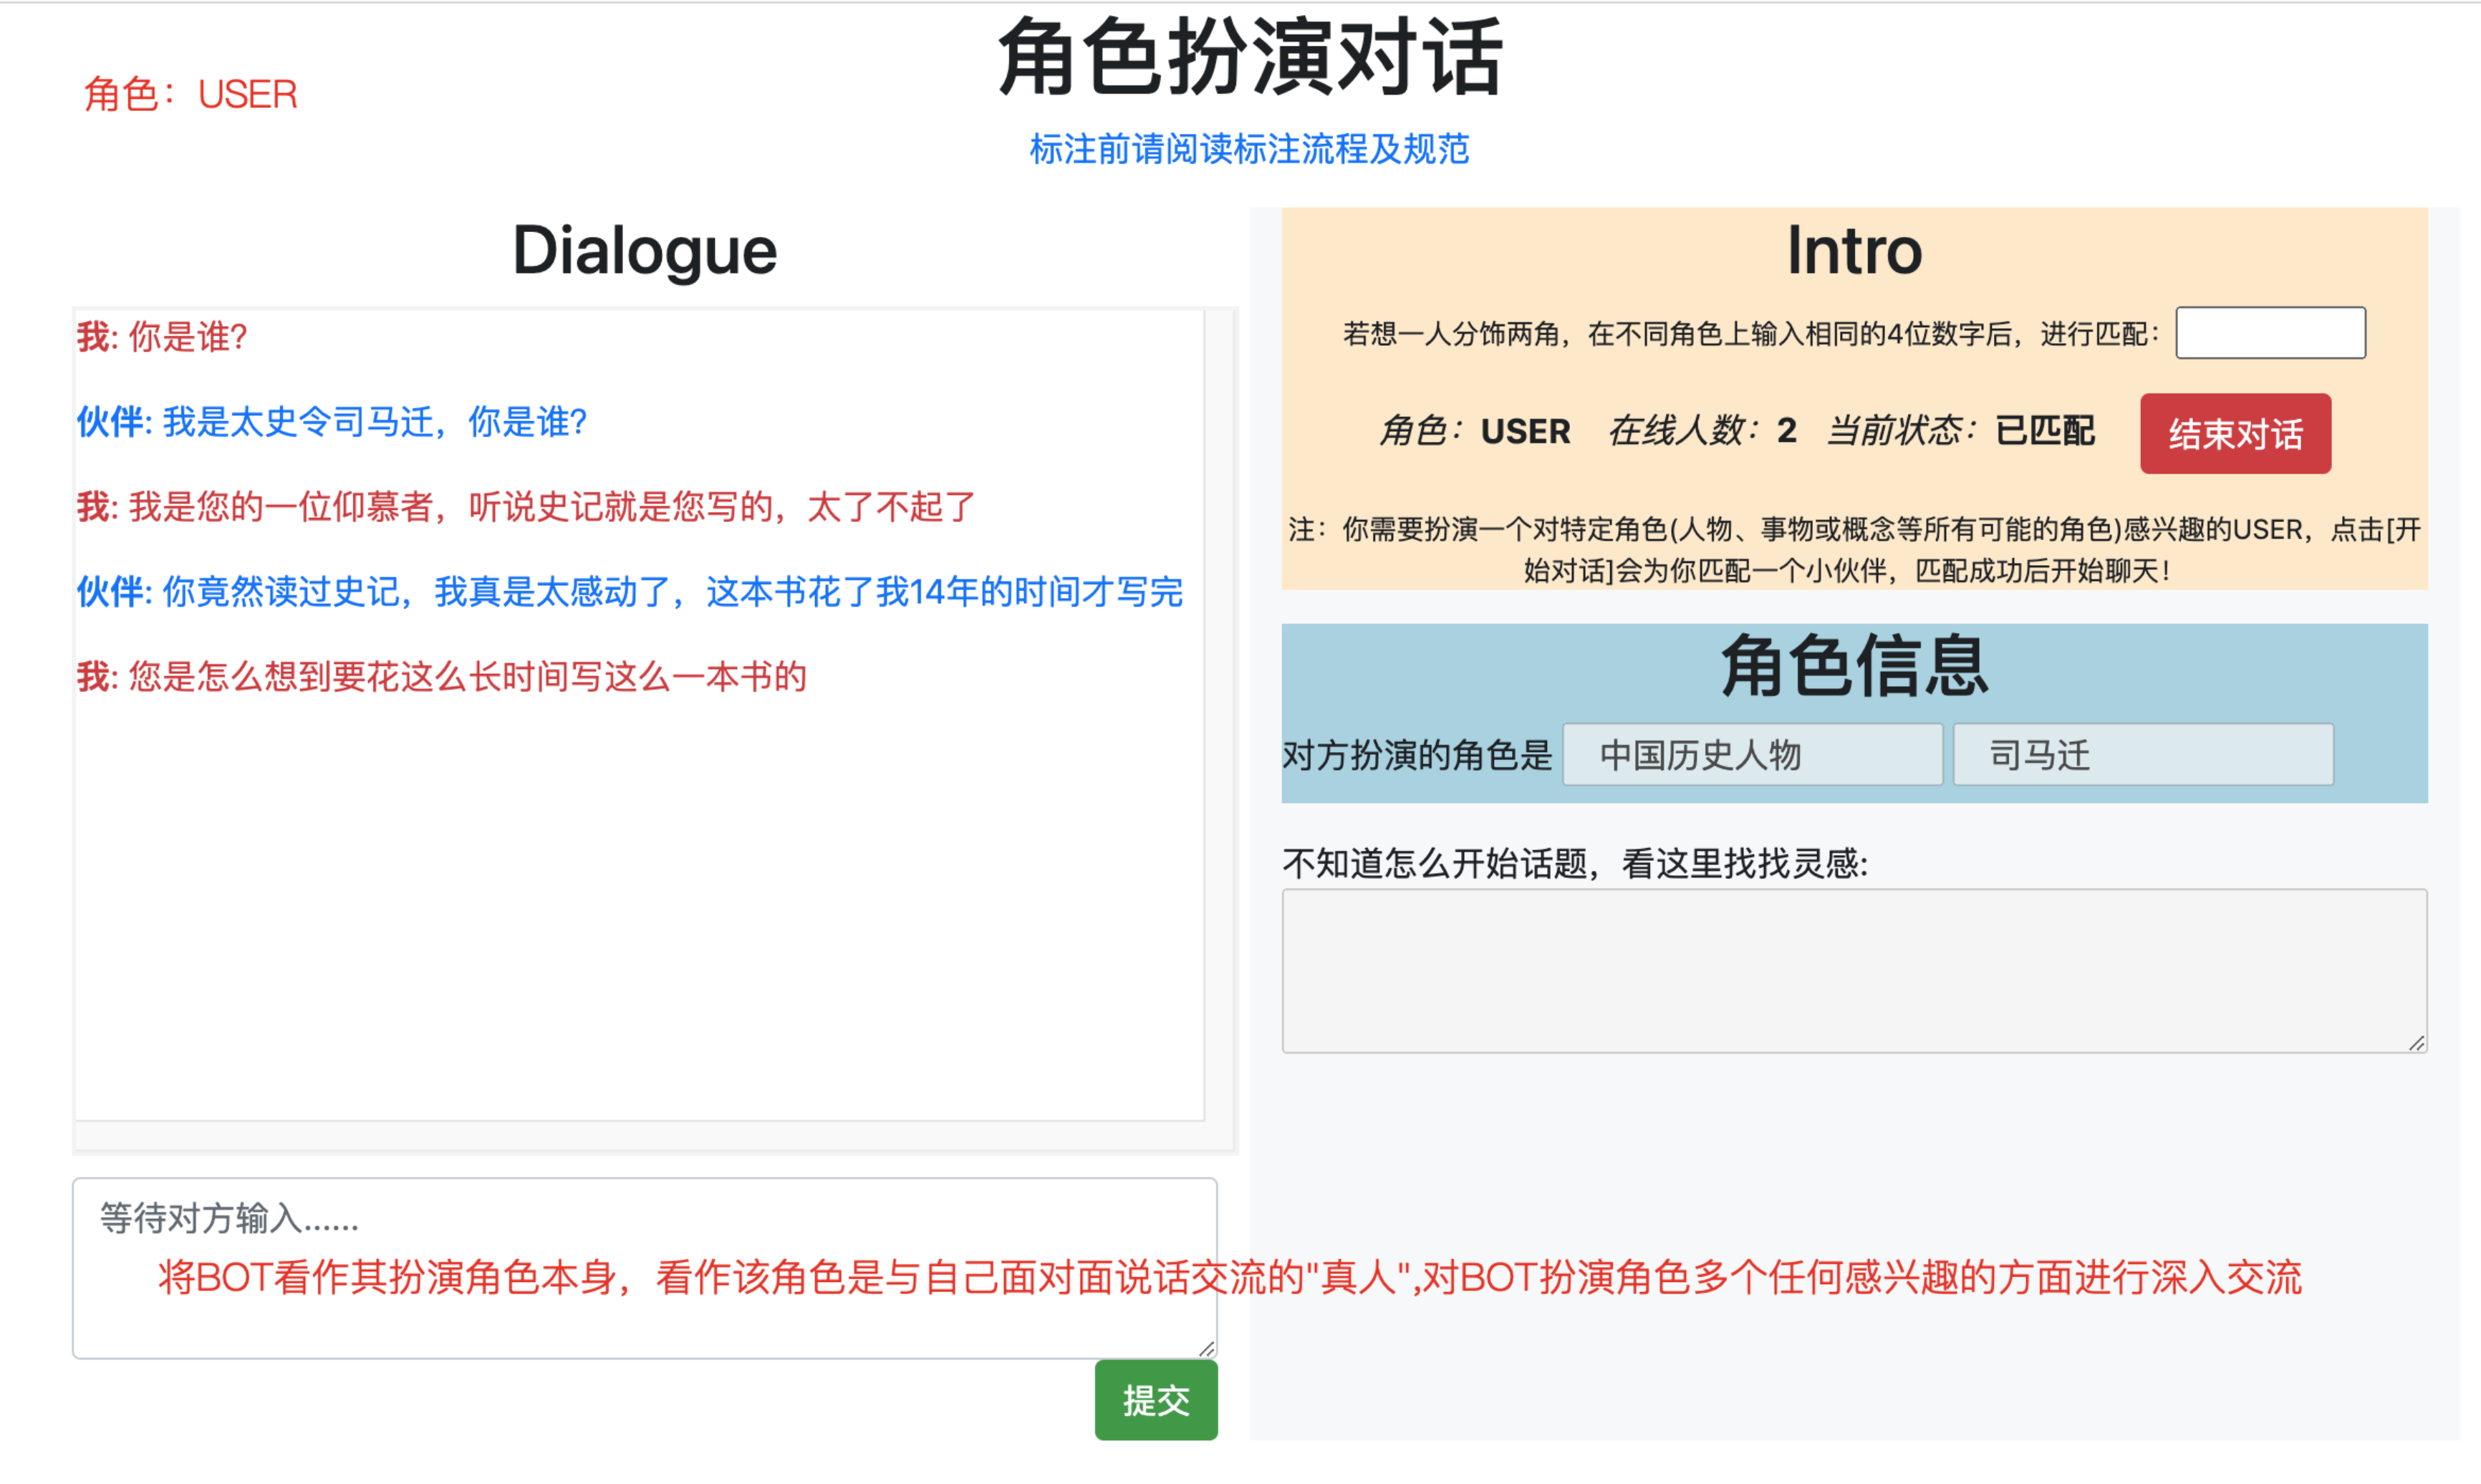 角色扮演对话
角色：USER
标注前请阅读标注流程及规范
Dialogue
我: 你是谁?
伙伴: 我是太史令司马迁，你是谁?
我: 我是您的一位仰慕者，听说史记就是您写的，太了不起了
伙伴: 你竟然读过史记，我真是太感动了，这本书花了我14年的时间才写完
我: 您是怎么想到要花这么长时间写这么一本书的
等待对方输入......
将BOT看作其扮演角色本身，看作该角色是与自己面对面说话交流的"真人",对BOT扮演角色多个任何感兴趣的方面进行深入交流
提交
Intro
若想一人分饰两角，在不同角色上输入相同的4位数字后，进行匹配：
角色：USER 在线人数：2 当前状态：已匹配 结束对话
注：你需要扮演一个对特定角色(人物、事物或概念等所有可能的角色)感兴趣的USER，点击[开
始对话]会为你匹配一个小伙伴，匹配成功后开始聊天！
角色信息
对方扮演的角色是 中国历史人物 司马迁
不知道怎么开始话题，看这里找找灵感: